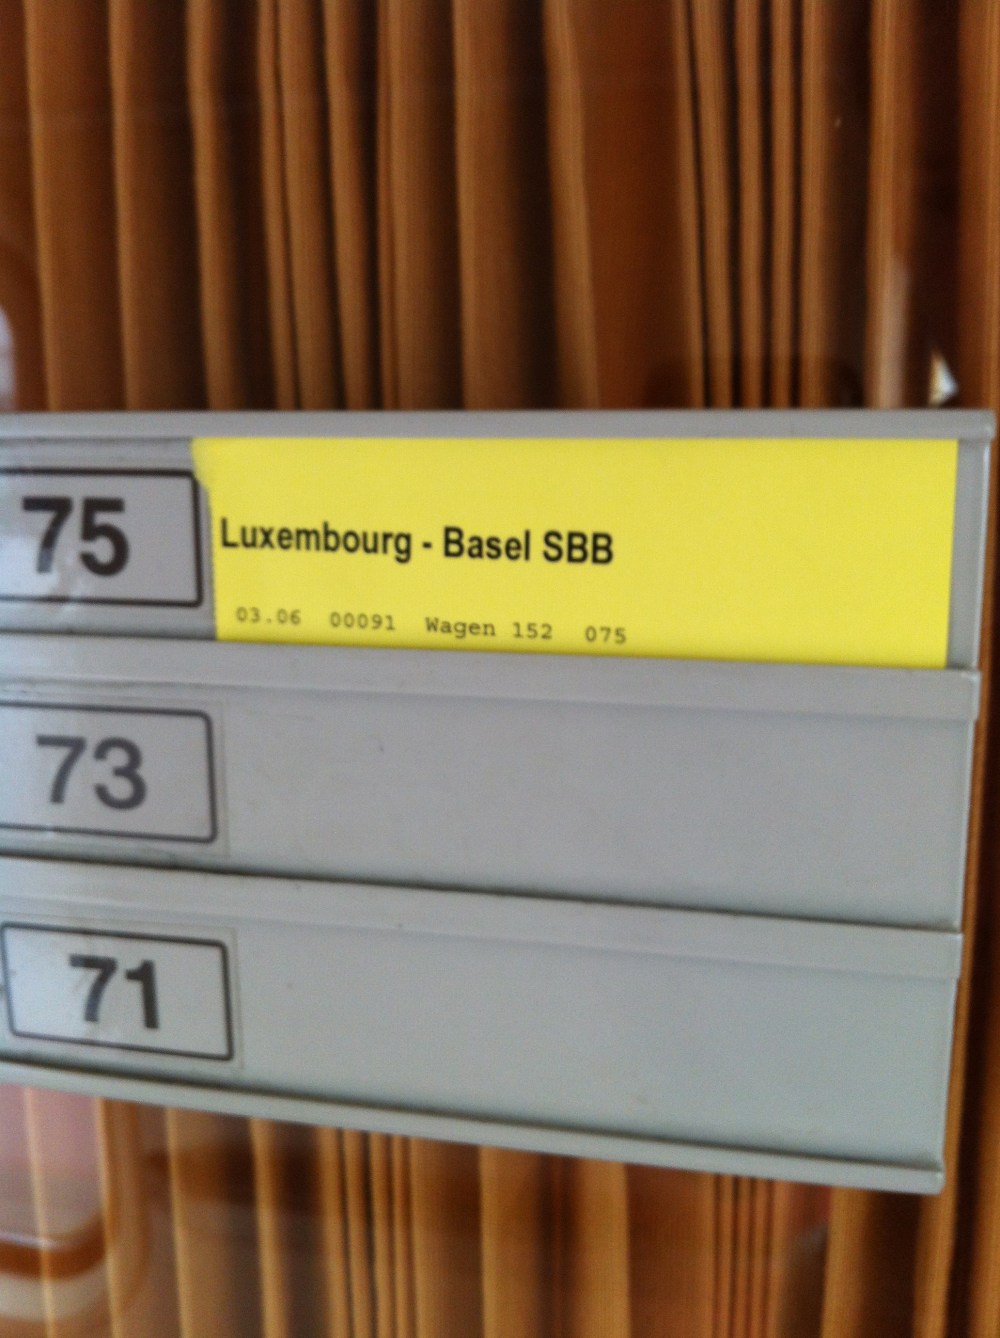 75
Luxembourg - Basel SBB
03.06 00091 Wagen 152 075
73
71